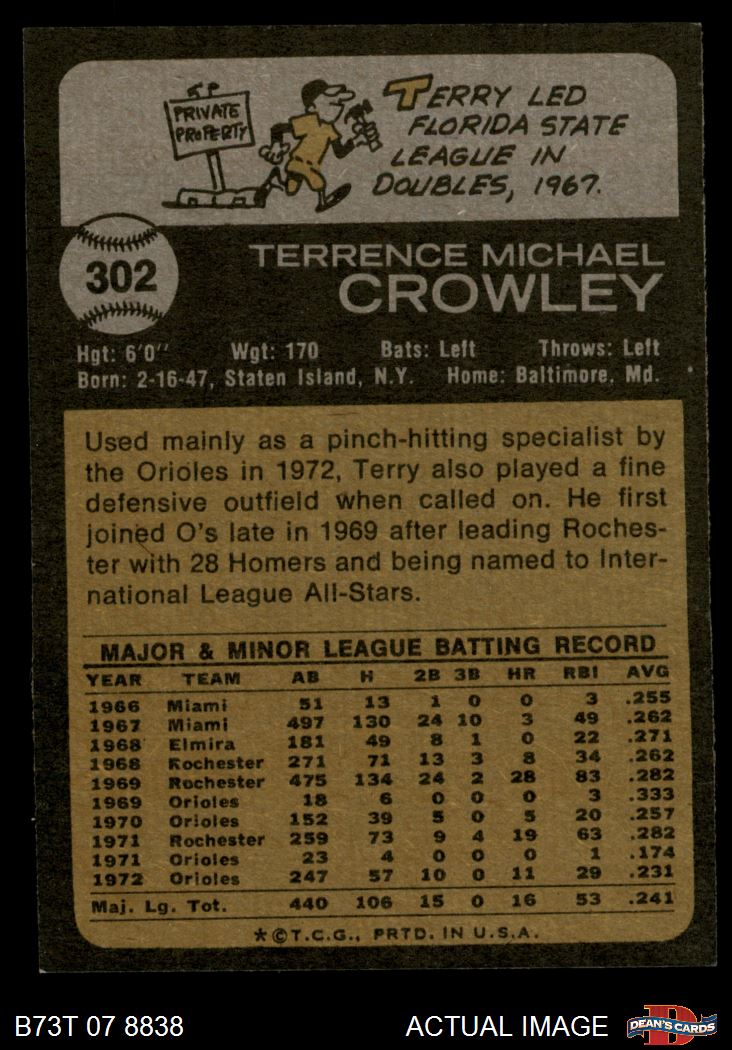 PRIVATE
PROPERTY
TERRY LED
FLORIDA STATE
LEAGUE IN
DOUBLES, 1967.
302
TERRENCE MICHAEL
CROWLEY
Hgt: 6'0" Wgt: 170 Bats: Left Throws: Left
Born: 2-16-47, Staten Island, N.Y. Home: Baltimore, Md.
Used mainly as a pinch-hitting specialist by
the Orioles in 1972, Terry also played a fine
defensive outfield when called on. He first
joined O's late in 1969 after leading Roches-
ter with 28 Homers and being named to Inter-
national League All-Stars.
MAJOR & MINOR LEAGUE BATTING RECORD
YEAR TEAM AB H 2B 3B HR RBI AVG
1966 Miami 51 13 1 0 0 3 .255
1967 Miami 497 130 24 10 3 49 .262
1968 Elmira 181 49 8 1 0 22 .271
1968 Rochester 271 71 13 3 8 34 .262
1969 Rochester 475 134 24 2 28 83 .282
1969 Orioles 18 6 0 0 0 3 .333
1970 Orioles 152 39 5 0 5 20 .257
1971 Rochester 259 73 9 4 19 63 .282
1971 Orioles 23 4 0 0 0 1 .174
1972 Orioles 247 57 10 0 11 29 .231
Maj. Lg. Tot. 440 106 15 0 16 53 .241
*©T.C.G., PRTD. IN U.S.A.
B73T 07 8838 ACTUAL IMAGE D DEAN'S CARDS